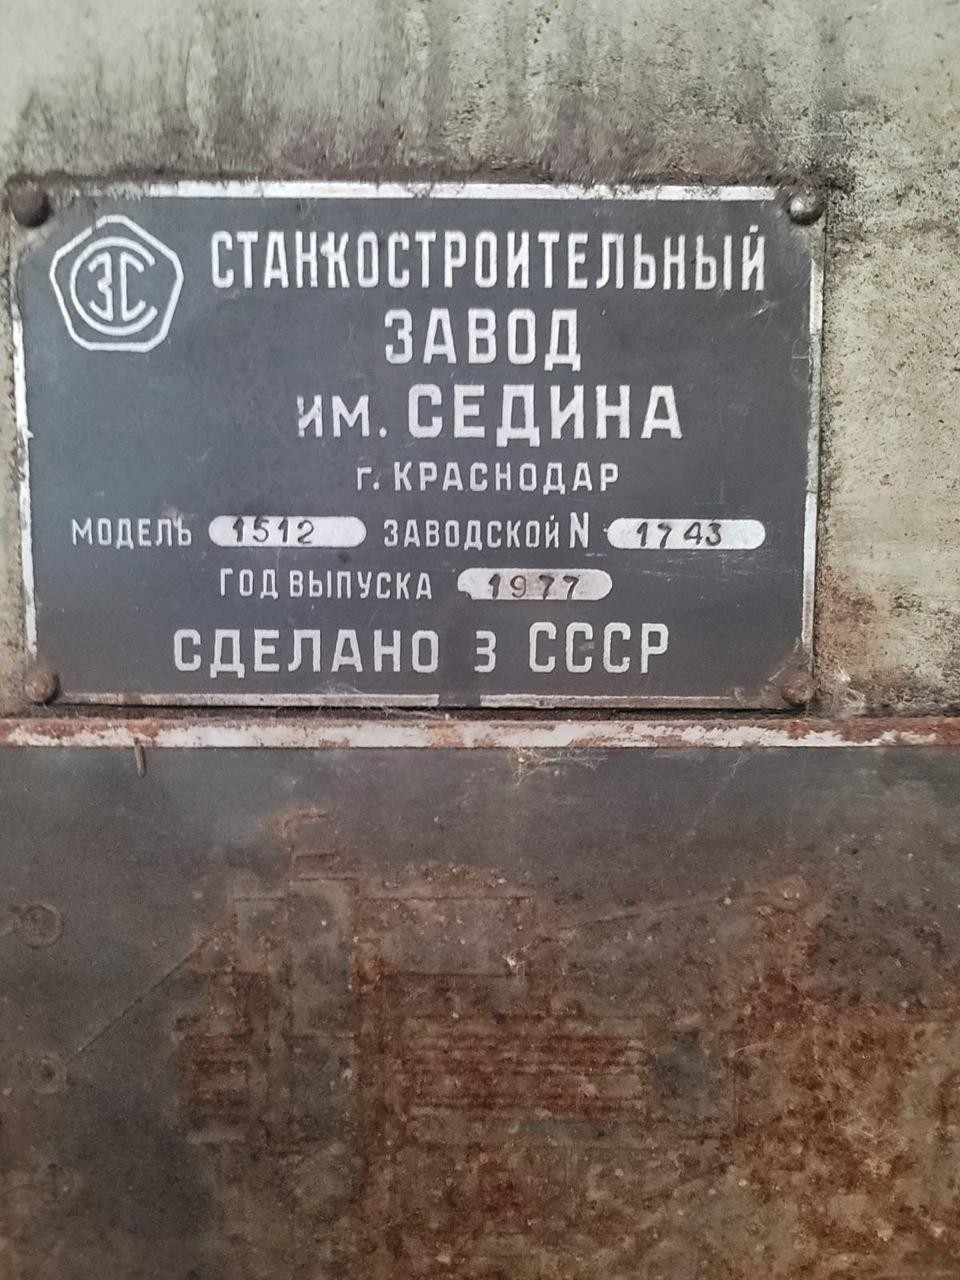 ЗС СТАНКОСТРОИТЕЛЬНЫЙ
ЗАВОД
им. СЕДИНА
г. КРАСНОДАР
МОДЕЛЬ 1512 ЗАВОДСКОЙ N 1743
ГОД ВЫПУСКА 1977
СДЕЛАНО З СССР